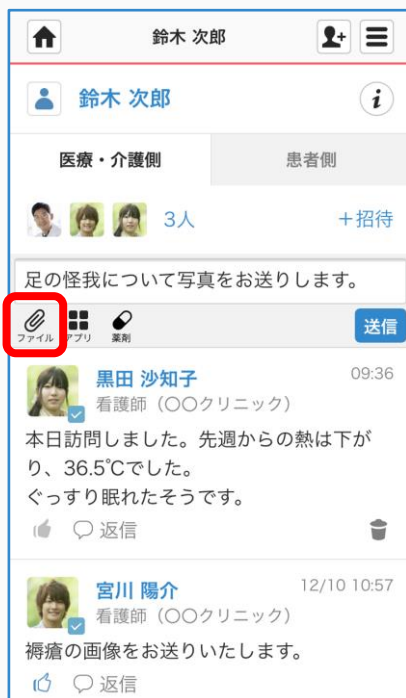 鈴木 次郎
鈴木 次郎
医療・介護側
患者側
3人
+招待
足の怪我について写真をお送りします。
ファイル
アプリ
薬剤
送信
黒田 沙知子
09:36
看護師（〇〇クリニック）
本日訪問しました。先週からの熱は下が
り、36.5℃でした。
ぐっすり眠れたそうです。
返信
宮川 陽介
12/10 10:57
看護師（〇〇クリニック）
褥瘡の画像をお送りいたします。
返信